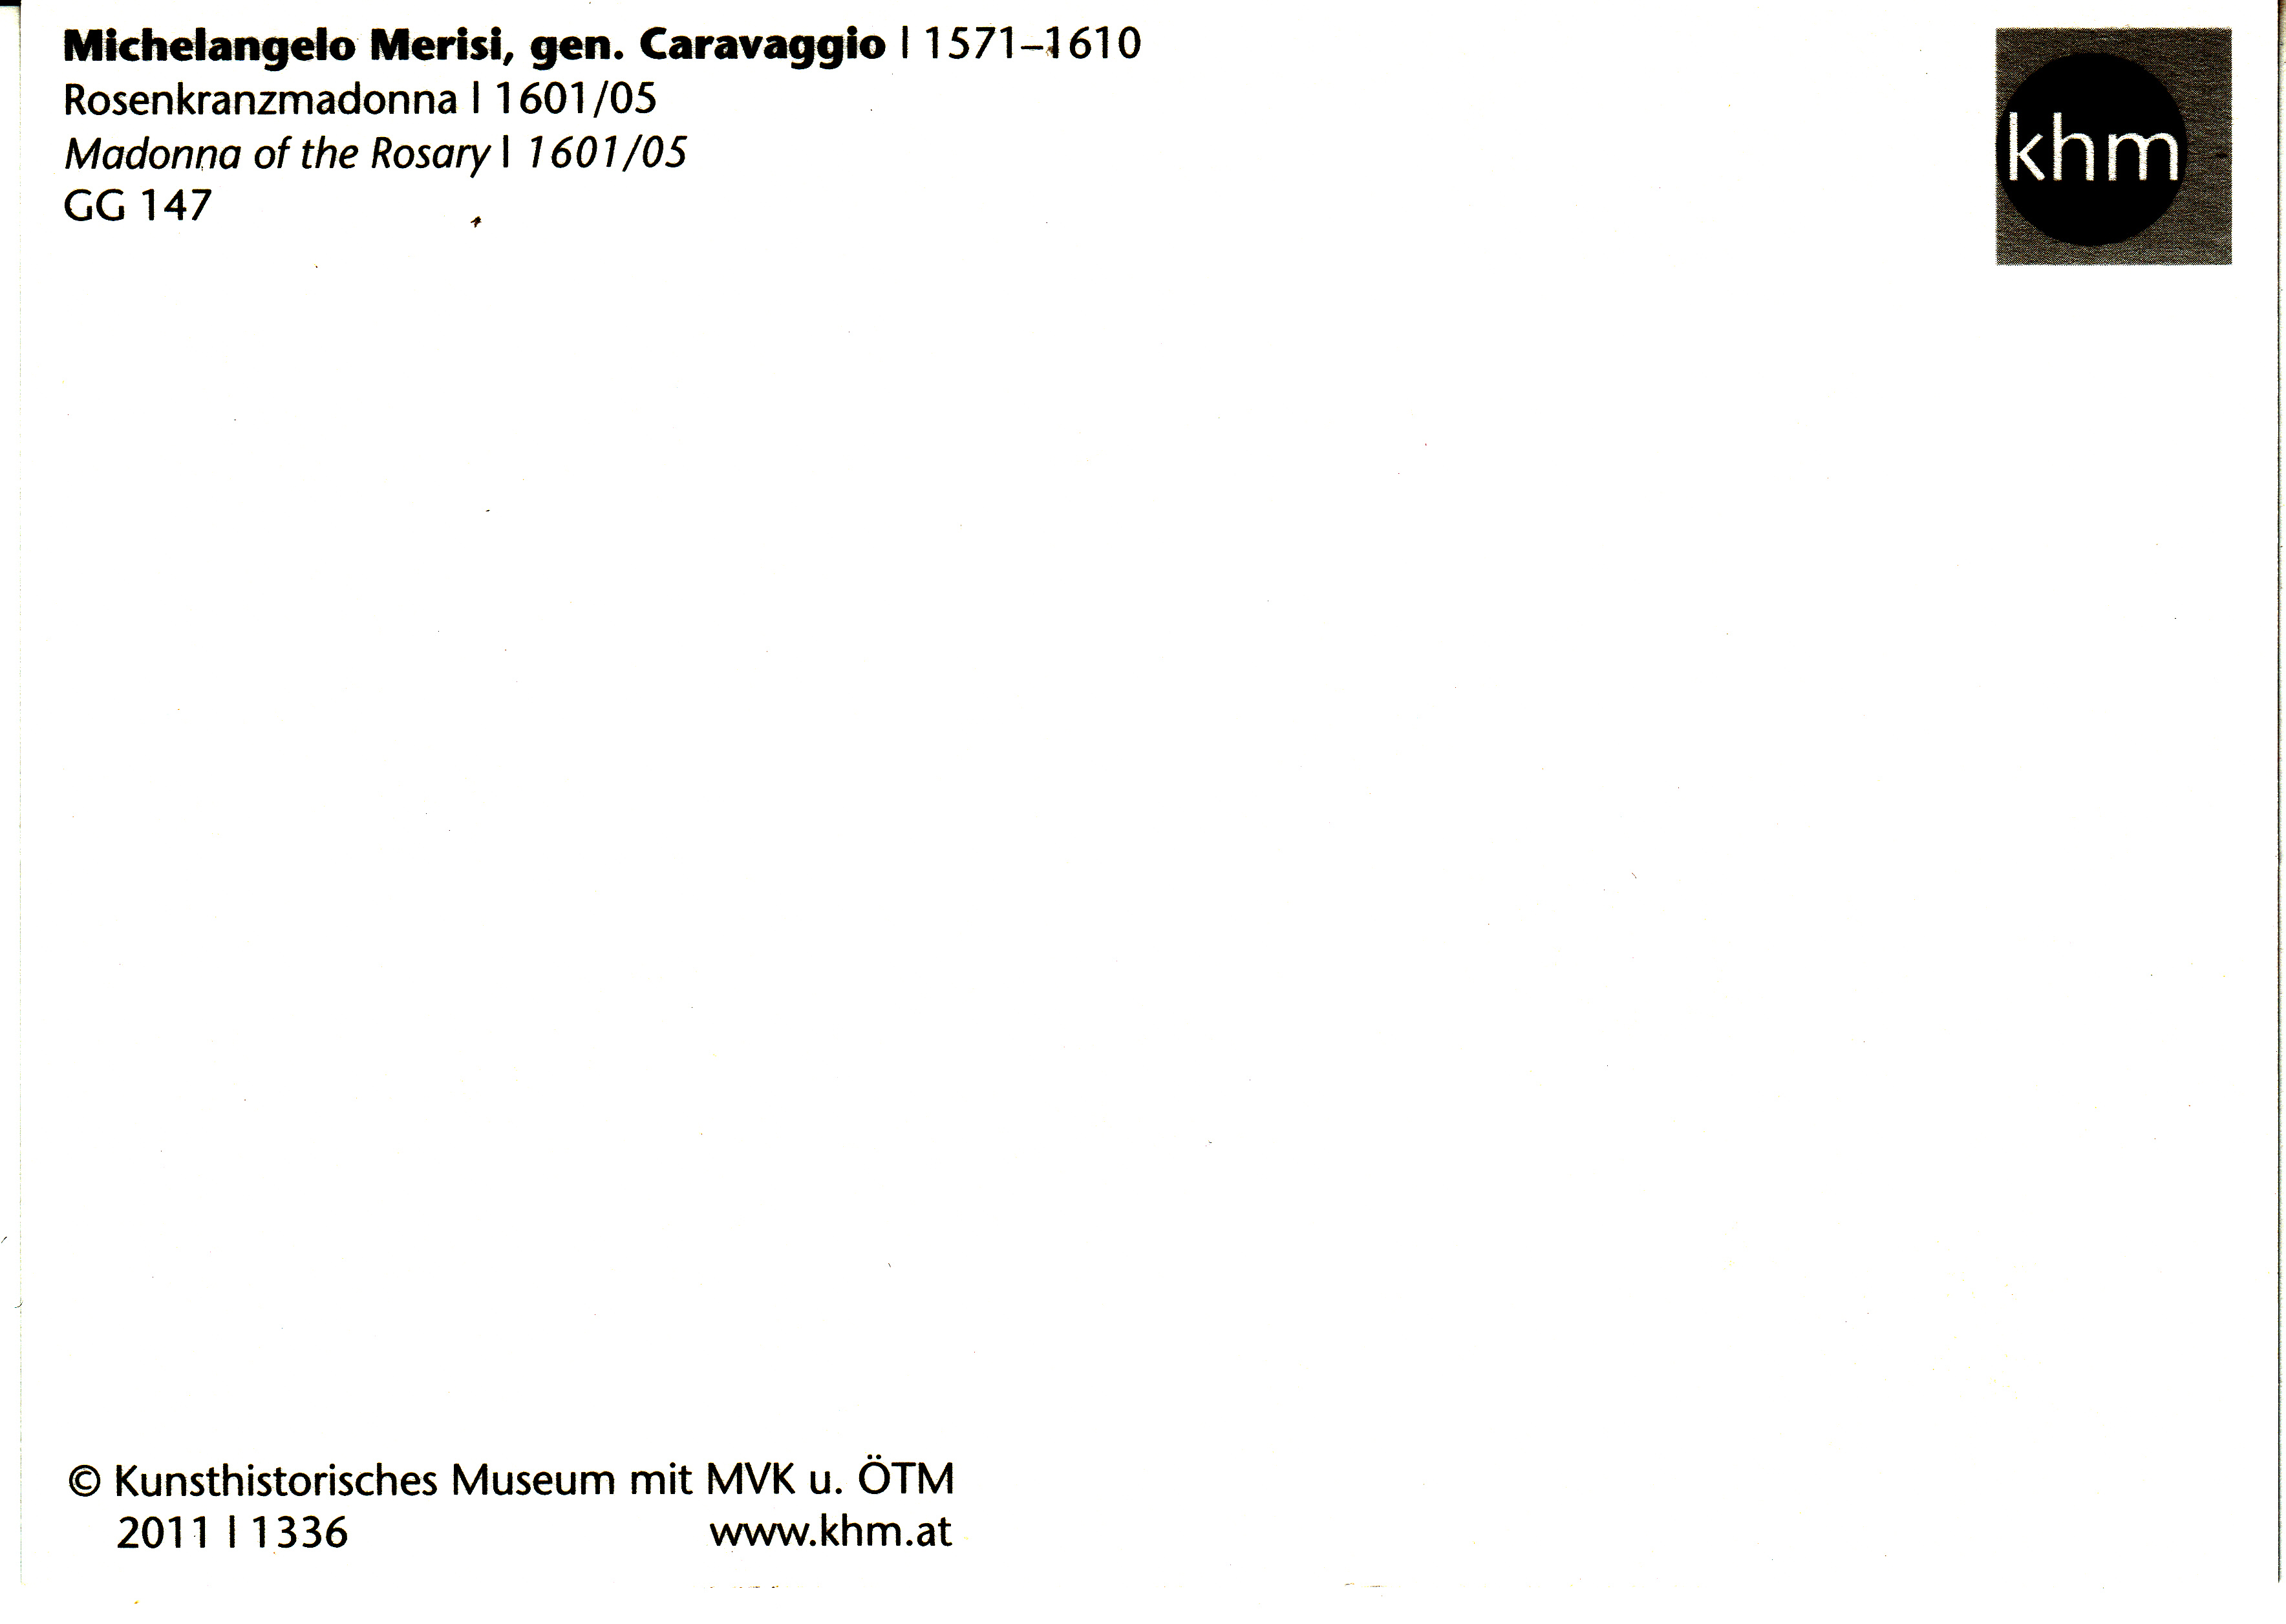 Michelangelo Merisi, gen. Caravaggio | 1571–1610
Rosenkranzmadonna | 1601/05
Madonna of the Rosary | 1601/05
GG 147
khm
© Kunsthistorisches Museum mit MVK u. ÖTM
2011 | 1336 www.khm.at